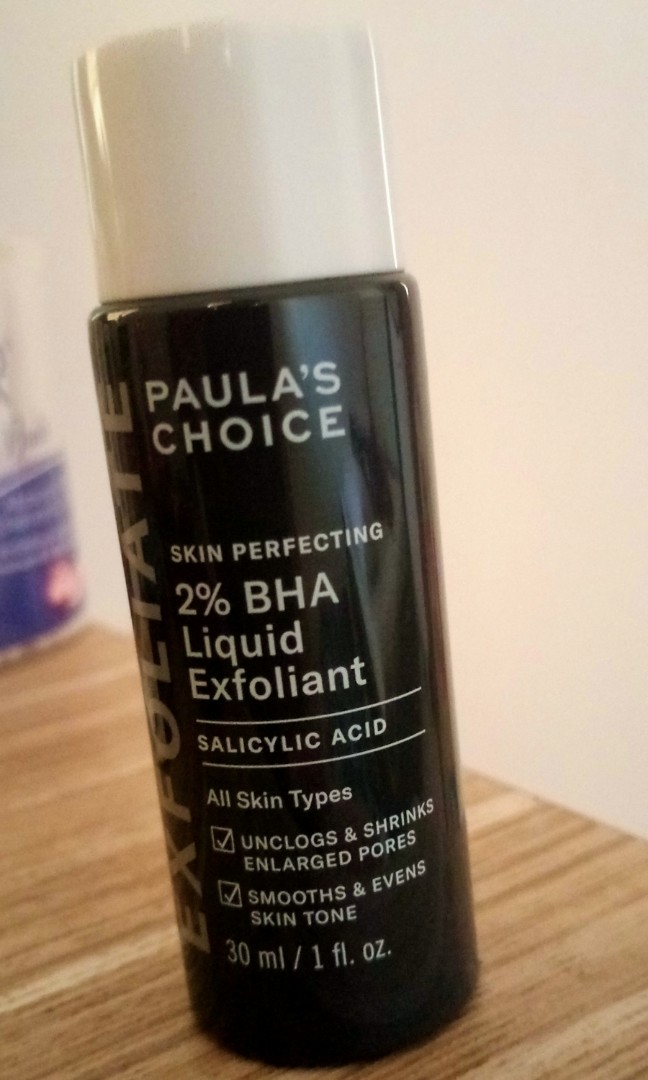 EXFOLIATE
PAULA'S
CHOICE
SKIN PERFECTING
2% BHA
Liquid
Exfoliant
SALICYLIC ACID
All Skin Types
UNCLOGS & SHRINKS
ENLARGED PORES
SMOOTHS & EVENS
SKIN TONE
30 ml / 1 fl. oz.